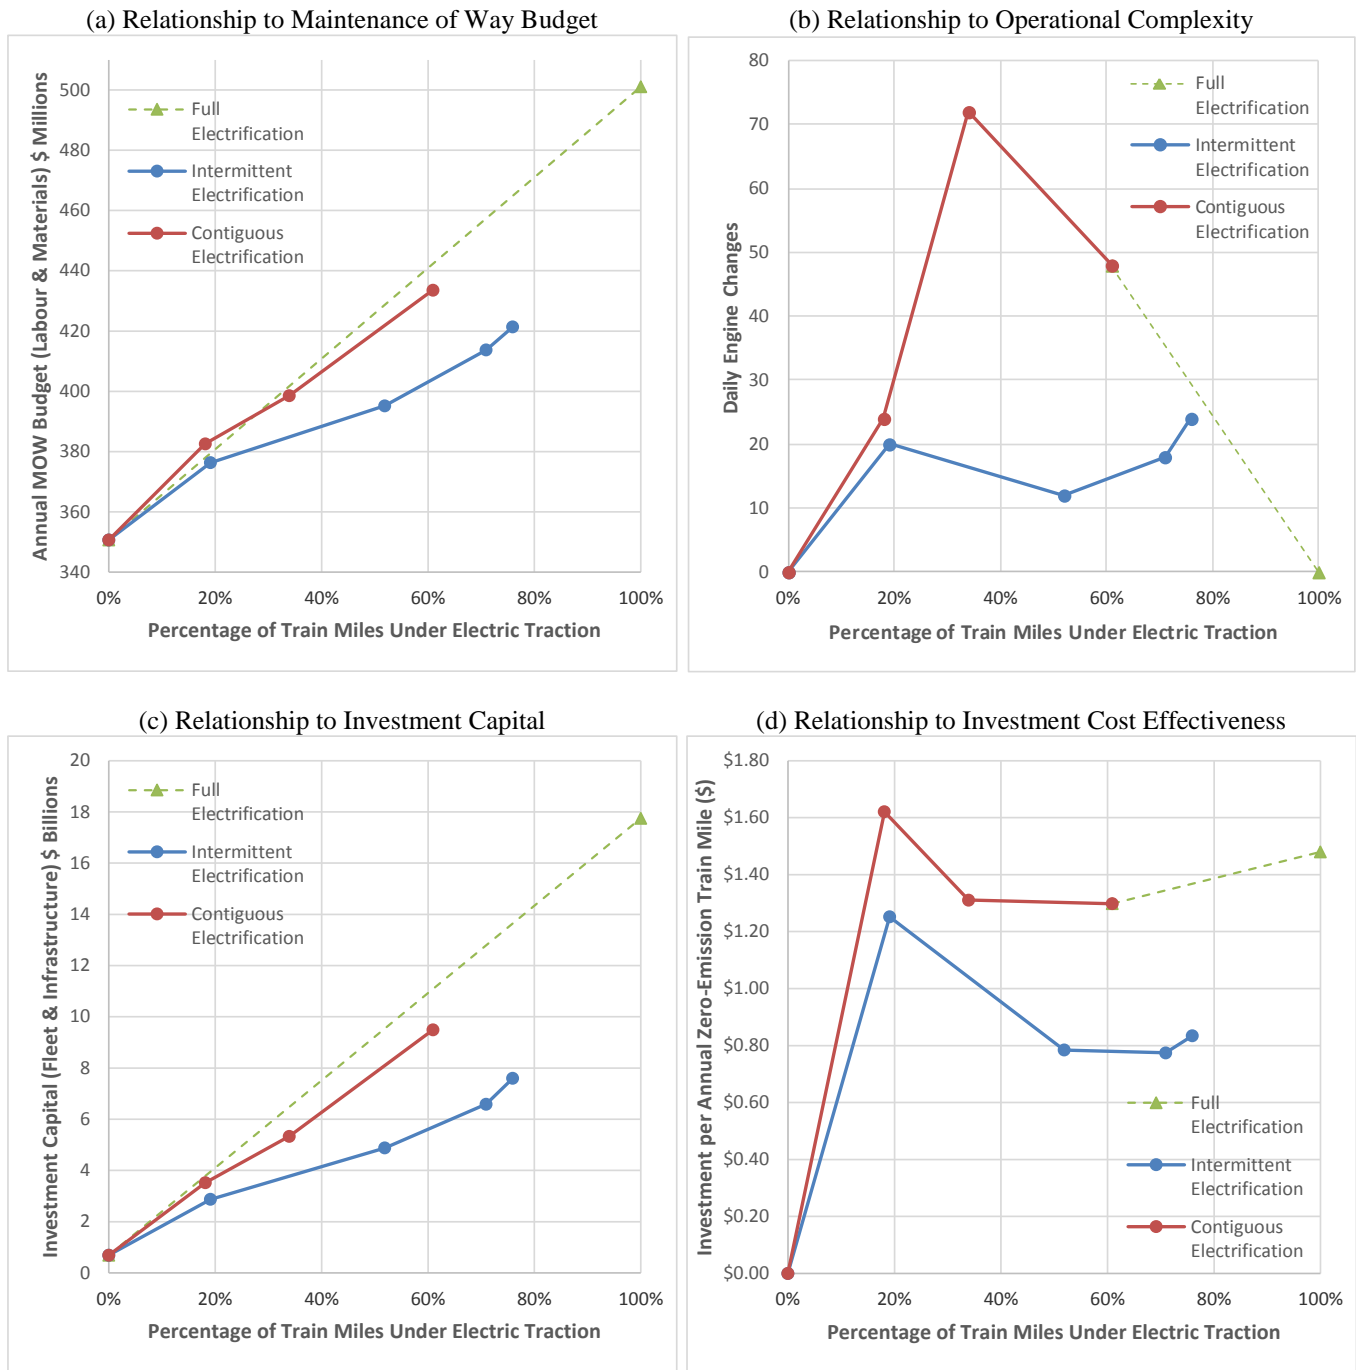 (a) Relationship to Maintenance of Way Budget
Annual MOW Budget (Labour & Materials) $ Millions
500
480
460
440
420
400
380
360
340
Full
Electrification
Intermittent
Electrification
Contiguous
Electrification
0% 20% 40% 60% 80% 100%
Percentage of Train Miles Under Electric Traction
(b) Relationship to Operational Complexity
Daily Engine Changes
80
70
60
50
40
30
20
10
0
Full
Electrification
Intermittent
Electrification
Contiguous
Electrification
0% 20% 40% 60% 80% 100%
Percentage of Train Miles Under Electric Traction
(c) Relationship to Investment Capital
Investment Capital (Fleet & Infrastructure) $ Billions
20
18
16
14
12
10
8
6
4
2
0
Full
Electrification
Intermittent
Electrification
Contiguous
Electrification
0% 20% 40% 60% 80% 100%
Percentage of Train Miles Under Electric Traction
(d) Relationship to Investment Cost Effectiveness
Investment per Annual Zero-Emission Train Mile ($)
$1.80
$1.60
$1.40
$1.20
$1.00
$0.80
$0.60
$0.40
$0.20
$0.00
Full
Electrification
Intermittent
Electrification
Contiguous
Electrification
0% 20% 40% 60% 80% 100%
Percentage of Train Miles Under Electric Traction